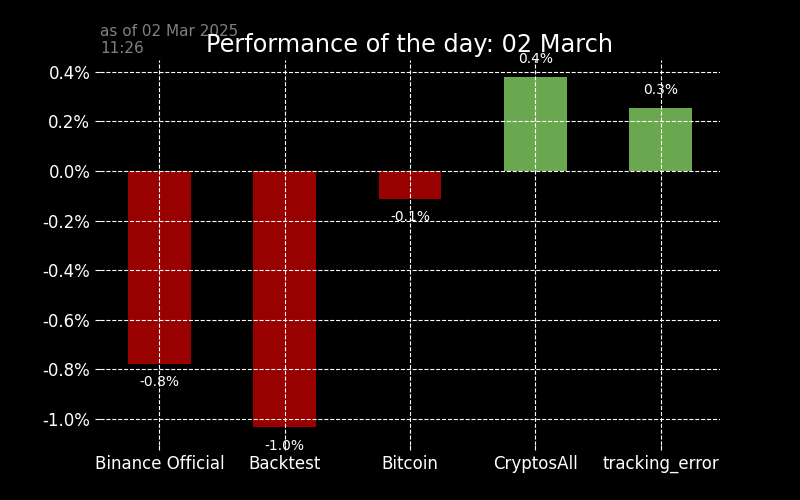 as of 02 Mar 2025
11:26
Performance of the day: 02 March
0.4%
0.2%
0.0%
-0.2%
-0.4%
-0.6%
-0.8%
-1.0%
-0.8%
-1.0%
-0.1%
0.4%
0.3%
Binance Official
Backtest
Bitcoin
CryptosAll
tracking_error